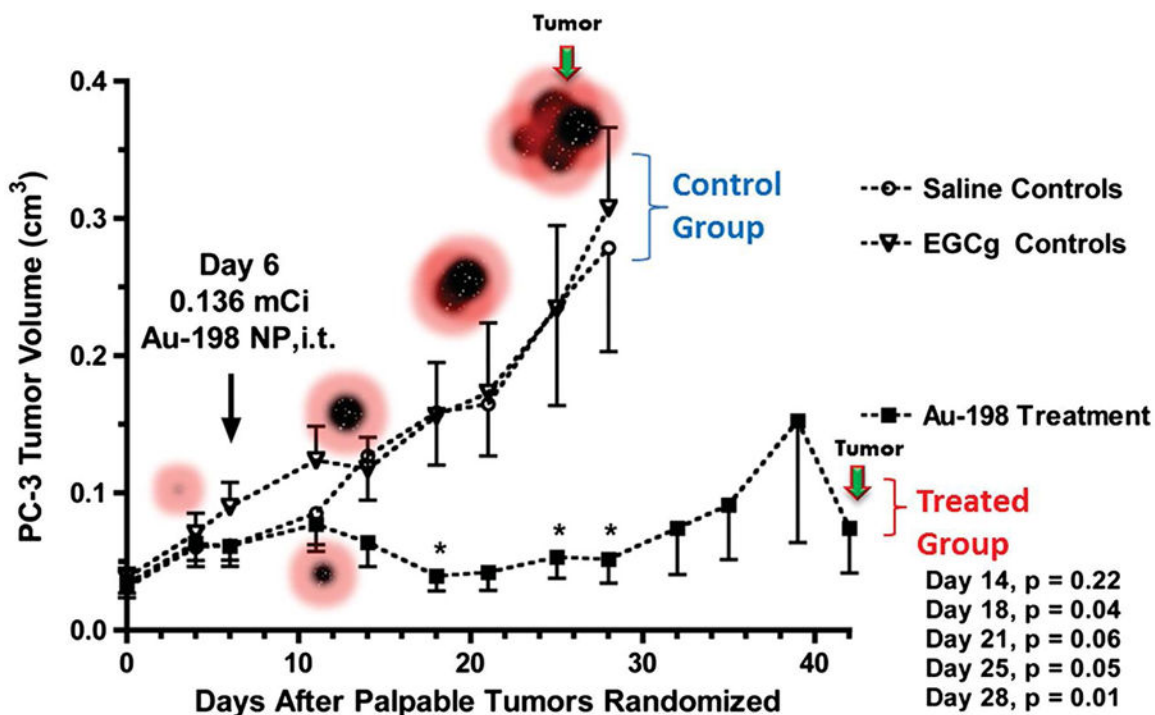 Tumor
0.4
0.3
0.2
0.1
0.0
PC-3 Tumor Volume (cm³)
Day 6
0.136 mCi
Au-198 NP,i.t.
Control
Group
Saline Controls
EGCg Controls
Au-198 Treatment
Tumor
Treated
Group
*
*
*
Day 14, p = 0.22
Day 18, p = 0.04
Day 21, p = 0.06
Day 25, p = 0.05
Day 28, p = 0.01
0
10
20
30
40
Days After Palpable Tumors Randomized